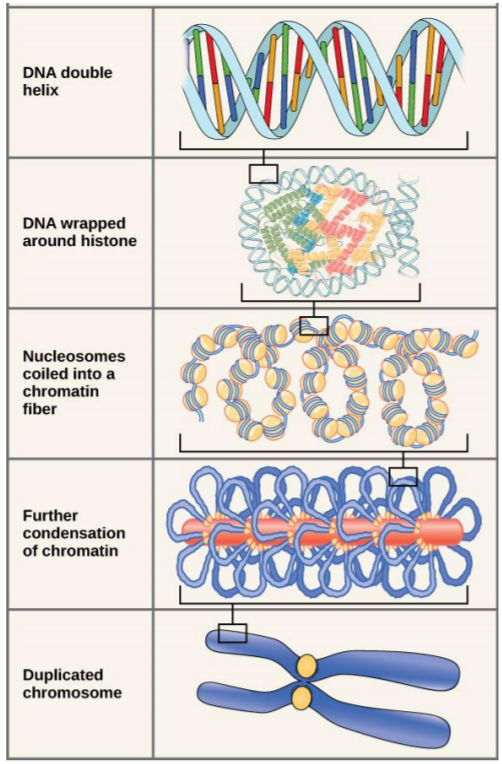 DNA double
helix
DNA wrapped
around histone
Nucleosomes
coiled into a
chromatin
fiber
Further
condensation
of chromatin
Duplicated
chromosome